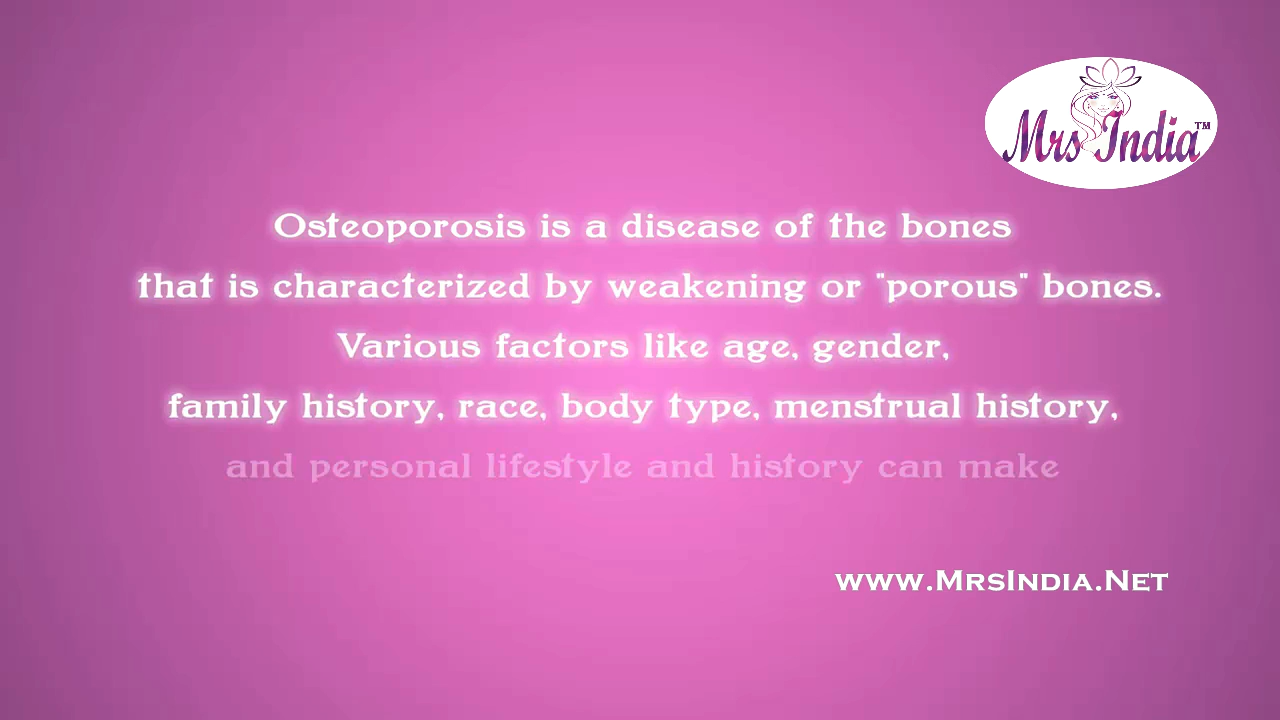 Mrs India™
Osteoporosis is a disease of the bones
that is characterized by weakening or "porous" bones.
Various factors like age, gender,
family history, race, body type, menstrual history,
and personal lifestyle and history can make
www.MrsIndia.Net